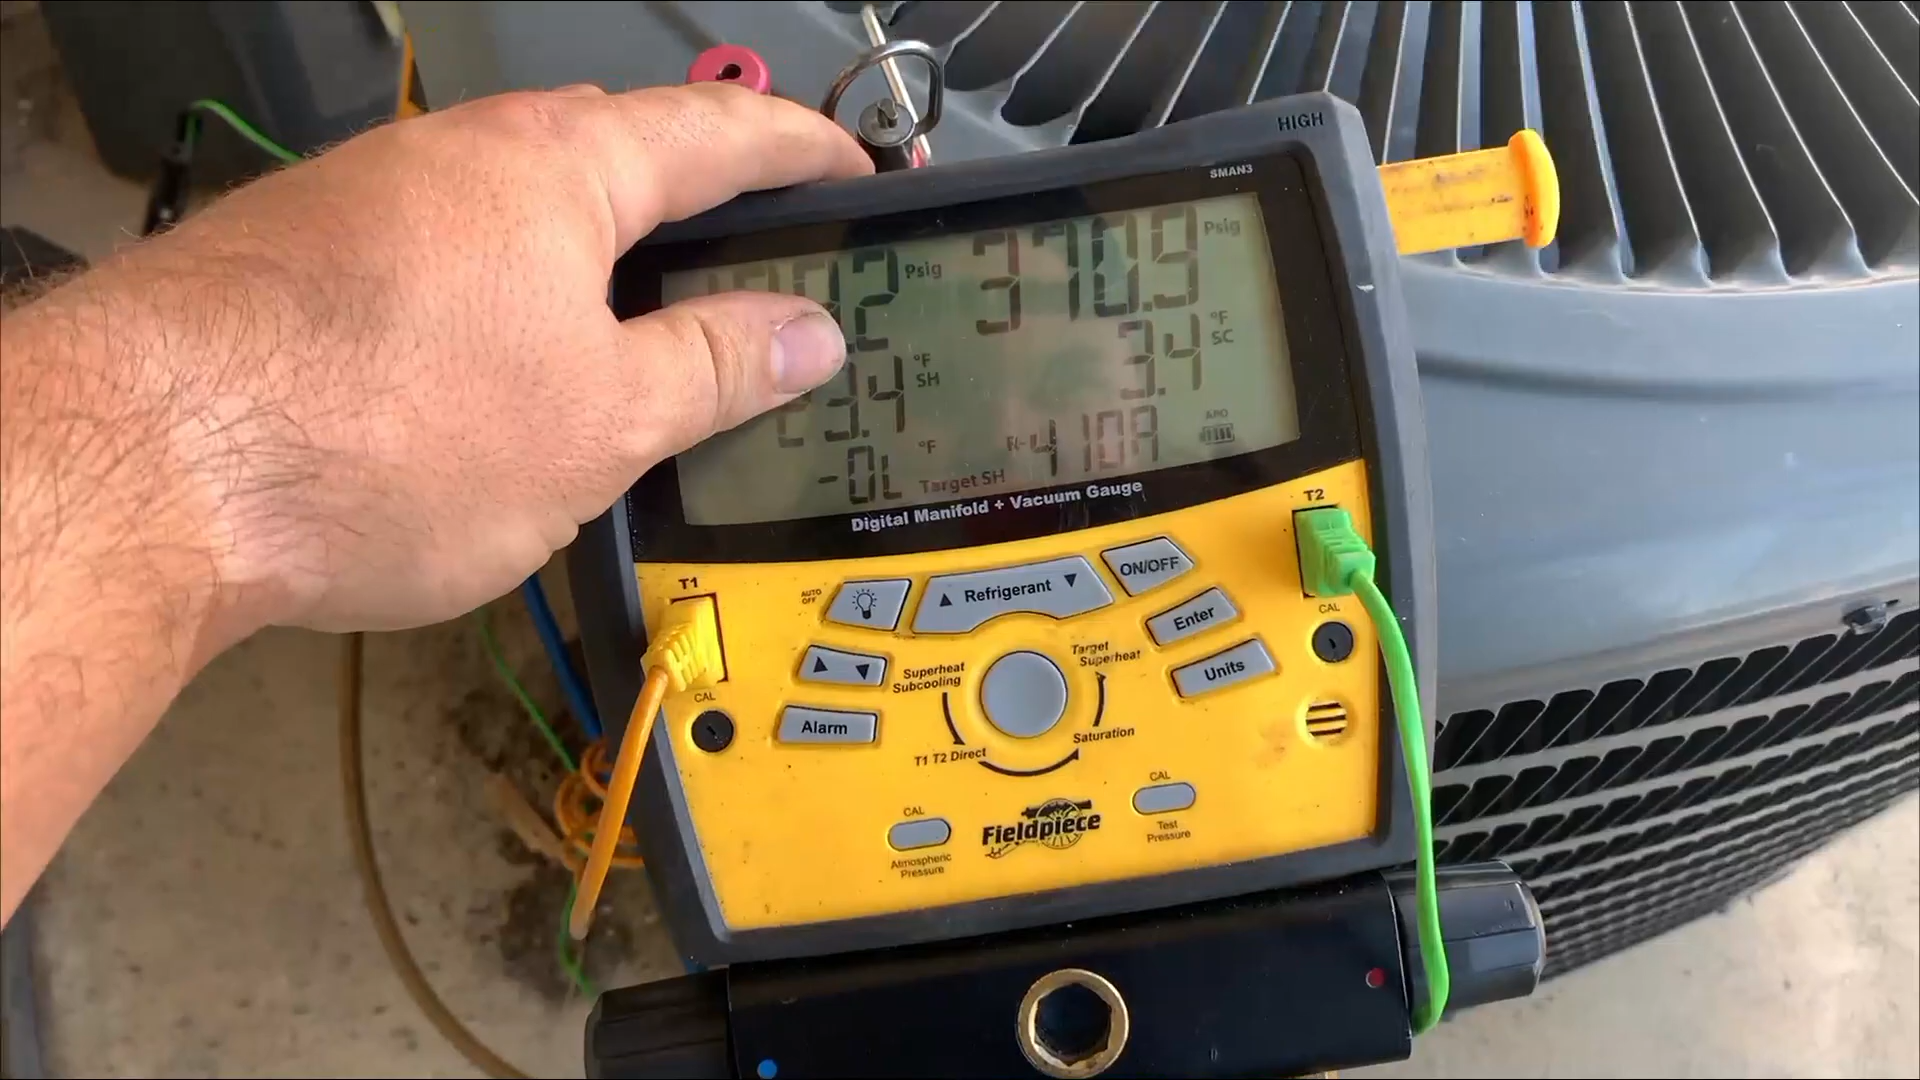 HIGH
SMAN3
Psig 370.9 Psig
°F SH 3.4 °F SC
-OL °F Target SH R-410A APO
Digital Manifold + Vacuum Gauge
T1
T2
AUTO OFF
▲ Refrigerant ▼
ON/OFF
Enter
CAL
▲ ▼
Superheat
Subcooling
Target
Superheat
Units
CAL
Alarm
T1 T2 Direct
Saturation
CAL
CAL
Fieldpiece
Atmospheric
Pressure
Test
Pressure